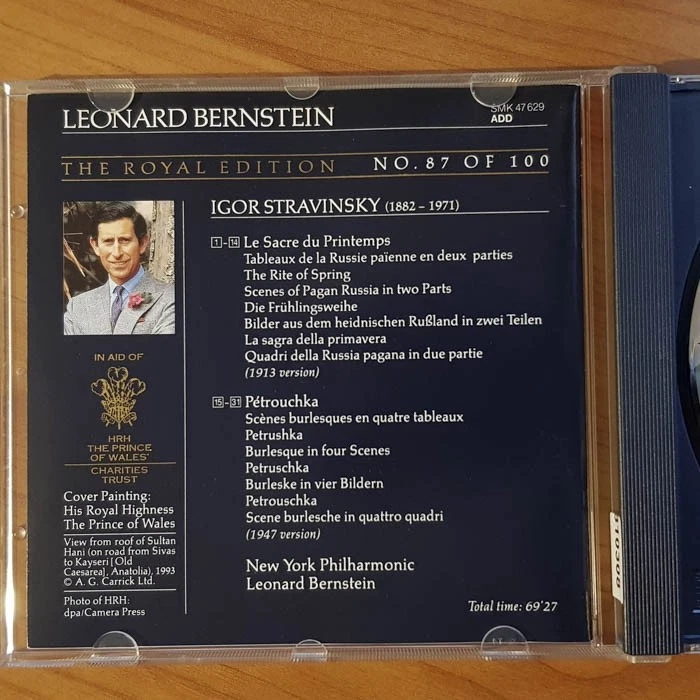 LEONARD BERNSTEIN
SMK 47629
ADD
THE ROYAL EDITION NO. 87 OF 100
IGOR STRAVINSKY (1882 – 1971)
1-14 Le Sacre du Printemps
Tableaux de la Russie païenne en deux parties
The Rite of Spring
Scenes of Pagan Russia in two Parts
Die Frühlingsweihe
Bilder aus dem heidnischen Rußland in zwei Teilen
La sagra della primavera
Quadri della Russia pagana in due partie
(1913 version)
15-31 Pétrouchka
Scènes burlesques en quatre tableaux
Petrushka
Burlesque in four Scenes
Petruschka
Burleske in vier Bildern
Petrouschka
Scene burlesche in quattro quadri
(1947 version)
New York Philharmonic
Leonard Bernstein
Total time: 69'27
IN AID OF
HRH
THE PRINCE
OF WALES'
CHARITIES
TRUST
Cover Painting:
His Royal Highness
The Prince of Wales
View from roof of Sultan
Hani (on road from Sivas
to Kayseri [Old
Caesarea], Anatolia), 1993
© A. G. Carrick Ltd.
Photo of HRH:
dpa/Camera Press